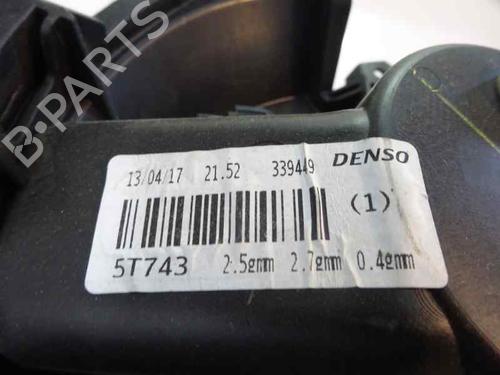 B-PARTS
13/04/17 21.52 339449 DENSO
(1)
5T743 2.5gmm 2.7gmm 0.4gmm